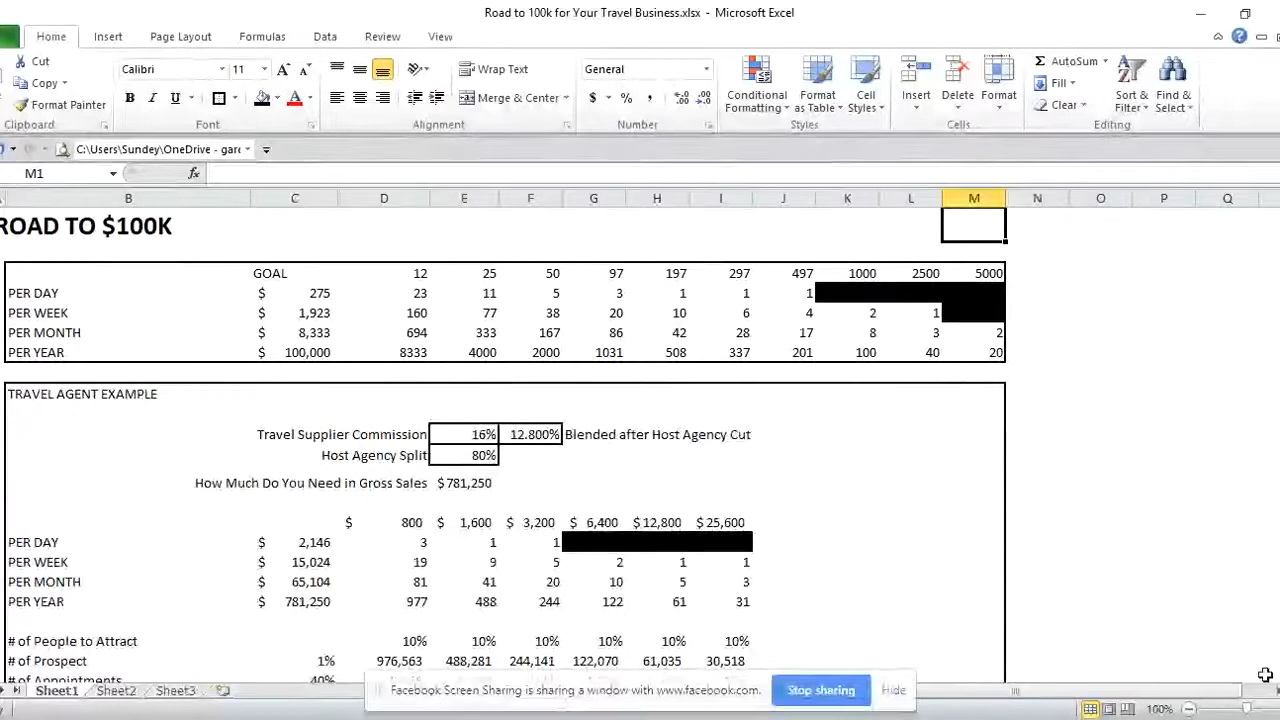 Road to 100k for Your Travel Business.xlsx - Microsoft Excel
Home Insert Page Layout Formulas Data Review View
Cut
Copy
Format Painter
Clipboard
Calibri 11
B I U
Font
Wrap Text
Merge & Center
Alignment
General
$ % ,
Number
Conditional Formatting
Format as Table
Cell Styles
Styles
Insert Delete Format
Cells
AutoSum
Fill
Clear
Sort & Filter
Find & Select
Editing
C:\Users\Sundey\OneDrive - gar
M1 fx
B C D E F G H I J K L M N O P Q
ROAD TO $100K
GOAL 12 25 50 97 197 297 497 1000 2500 5000
PER DAY $ 275 23 11 5 3 1 1 1
PER WEEK $ 1,923 160 77 38 20 10 6 4 2 1
PER MONTH $ 8,333 694 333 167 86 42 28 17 8 3 2
PER YEAR $ 100,000 8333 4000 2000 1031 508 337 201 100 40 20
TRAVEL AGENT EXAMPLE
Travel Supplier Commission 16% 12.800% Blended after Host Agency Cut
Host Agency Split 80%
How Much Do You Need in Gross Sales $781,250
$ 800 $ 1,600 $ 3,200 $ 6,400 $12,800 $25,600
PER DAY $ 2,146 3 1 1
PER WEEK $ 15,024 19 9 5 2 1 1
PER MONTH $ 65,104 81 41 20 10 5 3
PER YEAR $ 781,250 977 488 244 122 61 31
# of People to Attract 10% 10% 10% 10% 10% 10%
# of Prospect 1% 976,563 488,281 244,141 122,070 61,035 30,518
# of Appointments 40%
Facebook Screen Sharing is sharing a window with www.facebook.com. Stop sharing Hide
Sheet1 Sheet2 Sheet3
100%